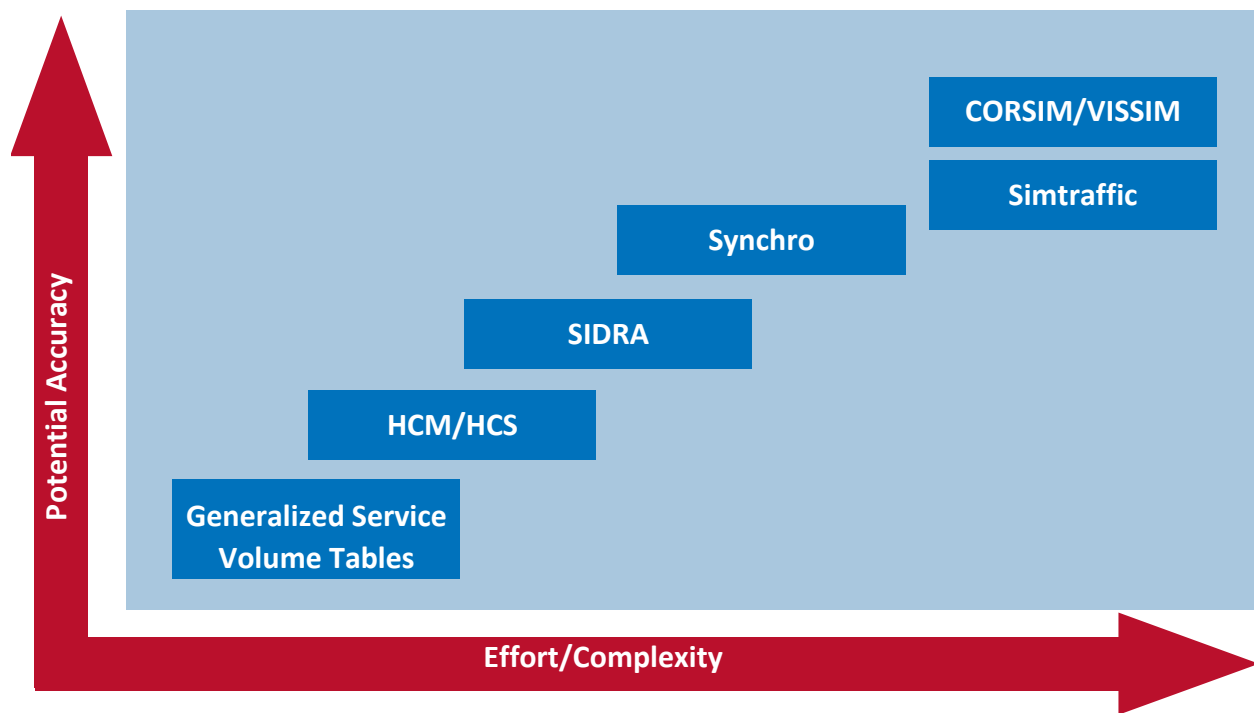 CORSIM/VISSIM
Simtraffic
Synchro
SIDRA
HCM/HCS
Generalized Service
Volume Tables
Potential Accuracy
Effort/Complexity